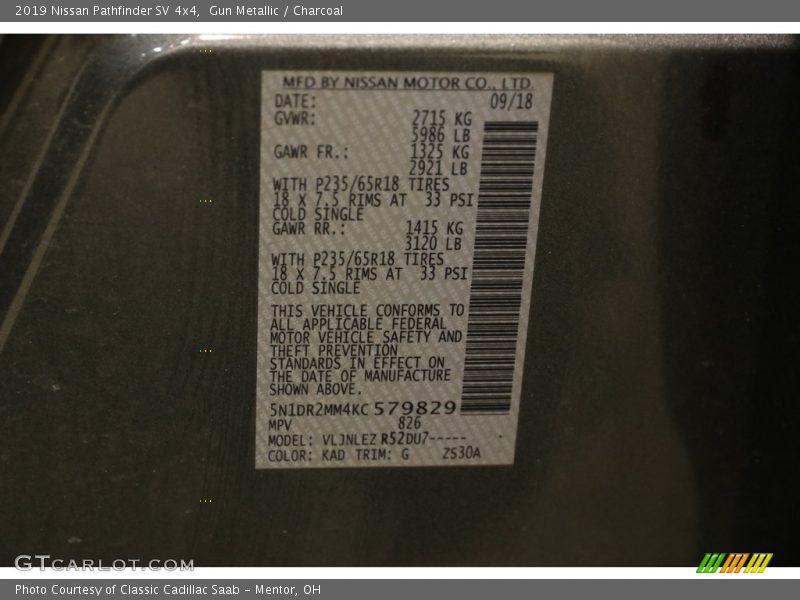 2019 Nissan Pathfinder SV 4x4, Gun Metallic / Charcoal
MFD BY NISSAN MOTOR CO., LTD.
DATE: 09/18
GVWR: 2715 KG
5986 LB
GAWR FR.: 1325 KG
2921 LB
WITH P235/65R18 TIRES
18 X 7.5 RIMS AT 33 PSI
COLD SINGLE
GAWR RR.: 1415 KG
3120 LB
WITH P235/65R18 TIRES
18 X 7.5 RIMS AT 33 PSI
COLD SINGLE
THIS VEHICLE CONFORMS TO
ALL APPLICABLE FEDERAL
MOTOR VEHICLE SAFETY AND
THEFT PREVENTION
STANDARDS IN EFFECT ON
THE DATE OF MANUFACTURE
SHOWN ABOVE.
5N1DR2MM4KC579829
MPV 826
MODEL: VLJNLEZ R52DU7-----
COLOR: KAD TRIM: G ZS30A
GTCARLOT.COM
Photo Courtesy of Classic Cadillac Saab - Mentor, OH